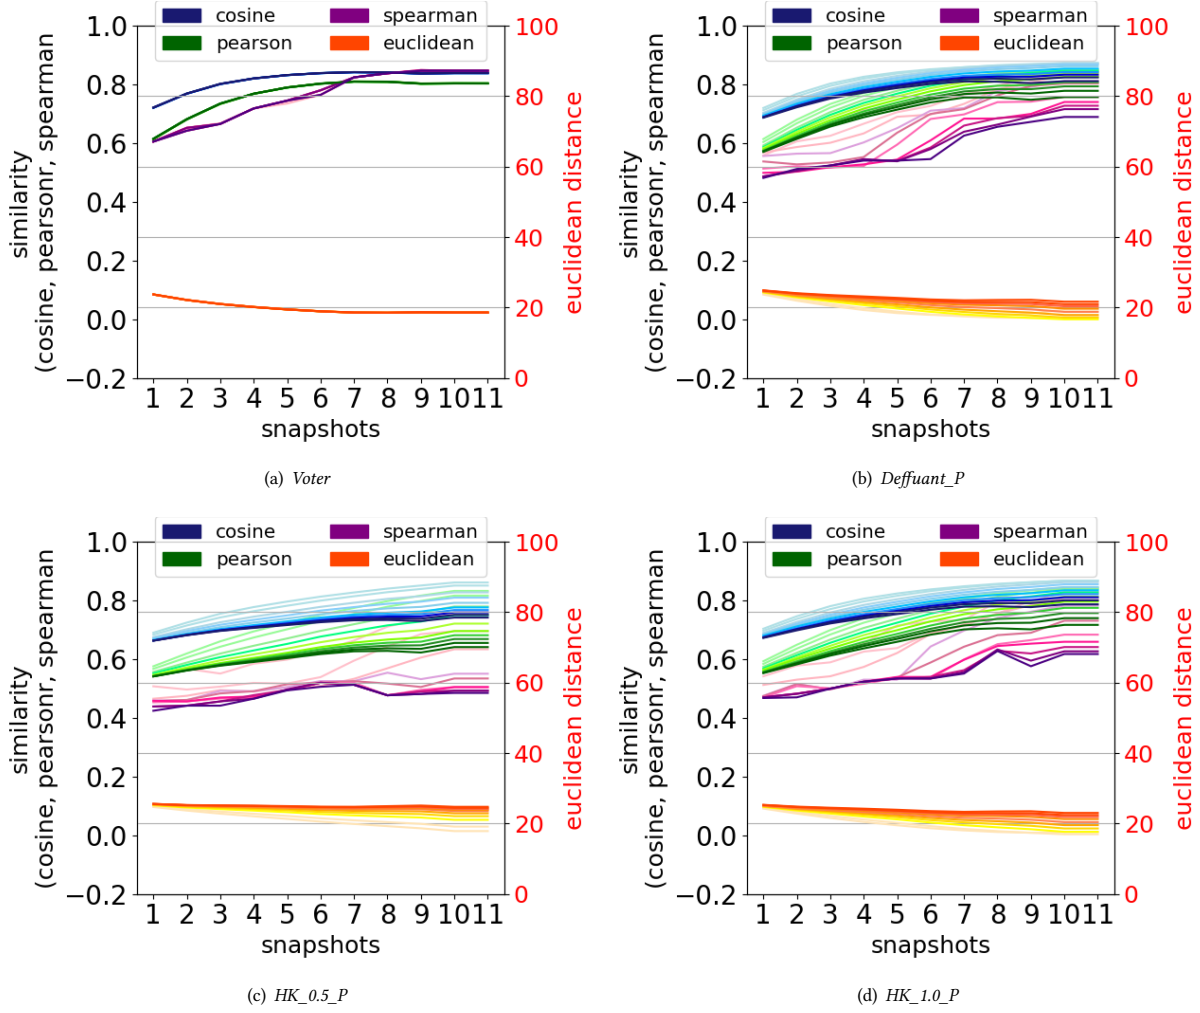 cosine spearman
pearson euclidean
1.0
0.8
0.6
0.4
0.2
0.0
−0.2
100
80
60
40
20
0
similarity
(cosine, pearsonr, spearman
euclidean distance
1 2 3 4 5 6 7 8 9 10 11
snapshots
(a) Voter
cosine spearman
pearson euclidean
1.0
0.8
0.6
0.4
0.2
0.0
−0.2
100
80
60
40
20
0
similarity
(cosine, pearsonr, spearman
euclidean distance
1 2 3 4 5 6 7 8 9 10 11
snapshots
(b) Deffuant_P
cosine spearman
pearson euclidean
1.0
0.8
0.6
0.4
0.2
0.0
−0.2
100
80
60
40
20
0
similarity
(cosine, pearsonr, spearman
euclidean distance
1 2 3 4 5 6 7 8 9 10 11
snapshots
(c) HK_0.5_P
cosine spearman
pearson euclidean
1.0
0.8
0.6
0.4
0.2
0.0
−0.2
100
80
60
40
20
0
similarity
(cosine, pearsonr, spearman
euclidean distance
1 2 3 4 5 6 7 8 9 10 11
snapshots
(d) HK_1.0_P